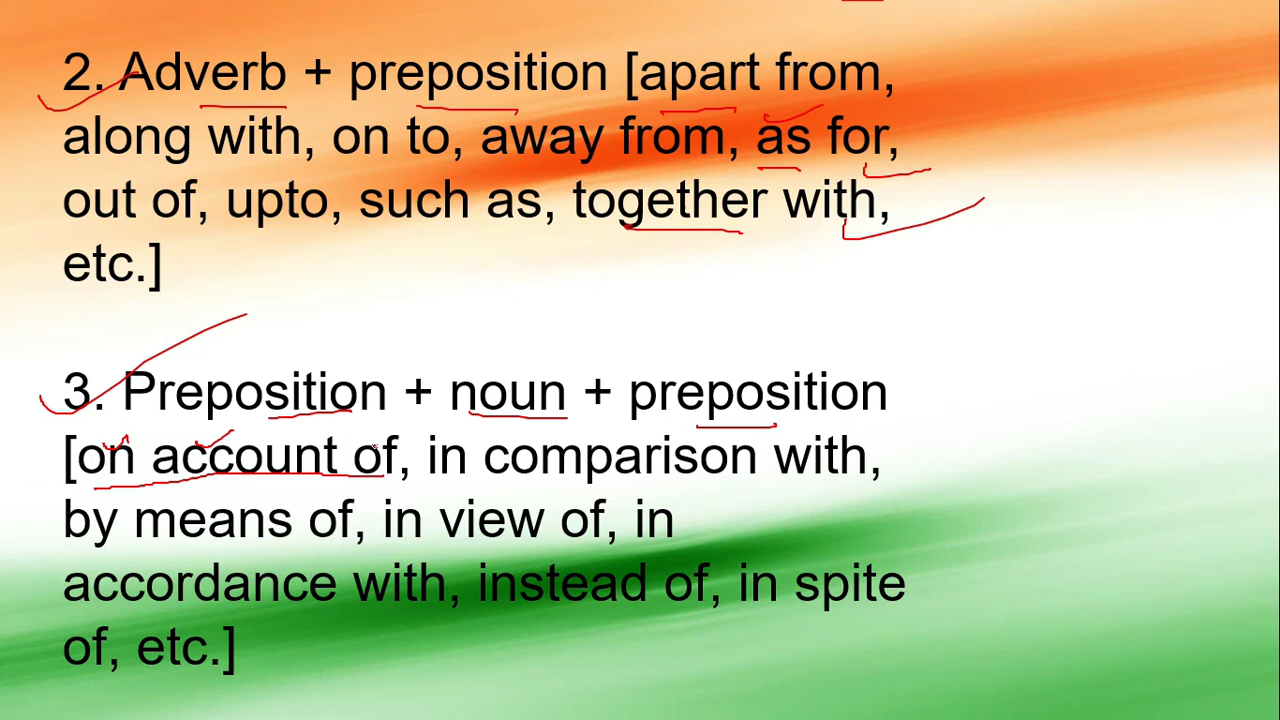 2. Adverb + preposition [apart from,
along with, on to, away from, as for,
out of, upto, such as, together with,
etc.]
3. Preposition + noun + preposition
[on account of, in comparison with,
by means of, in view of, in
accordance with, instead of, in spite
of, etc.]